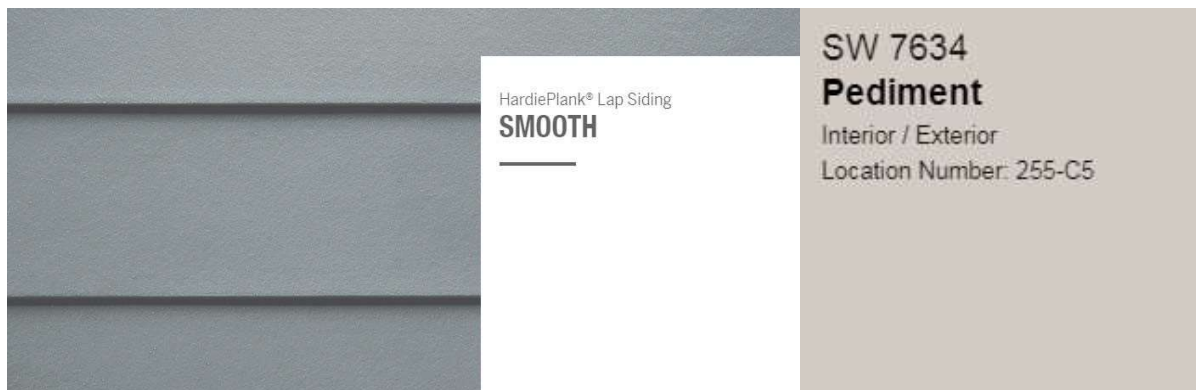 HardiePlank® Lap Siding
SMOOTH
SW 7634
Pediment
Interior / Exterior
Location Number: 255-C5